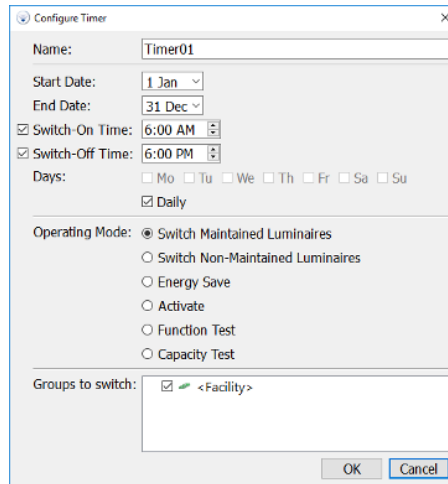 Configure Timer
Name: Timer01
Start Date: 1 Jan
End Date: 31 Dec
Switch-On Time: 6:00 AM
Switch-Off Time: 6:00 PM
Days: Mo Tu We Th Fr Sa Su
Daily
Operating Mode: Switch Maintained Luminaires
Switch Non-Maintained Luminaires
Energy Save
Activate
Function Test
Capacity Test
Groups to switch: <Facility>
OK Cancel